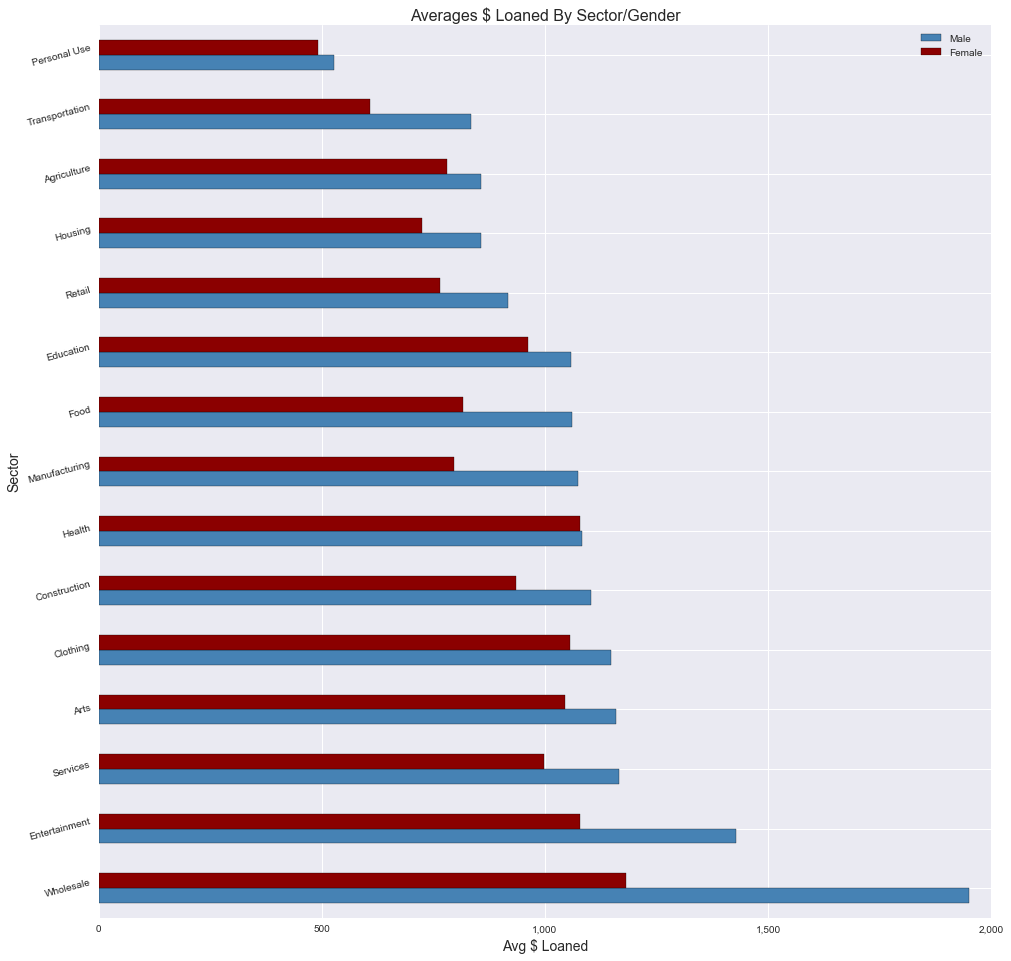 Averages $ Loaned By Sector/Gender
Male
Female
Personal Use
Transportation
Agriculture
Housing
Retail
Education
Food
Manufacturing
Health
Construction
Clothing
Arts
Services
Entertainment
Wholesale
Sector
0 500 1,000 1,500 2,000
Avg $ Loaned